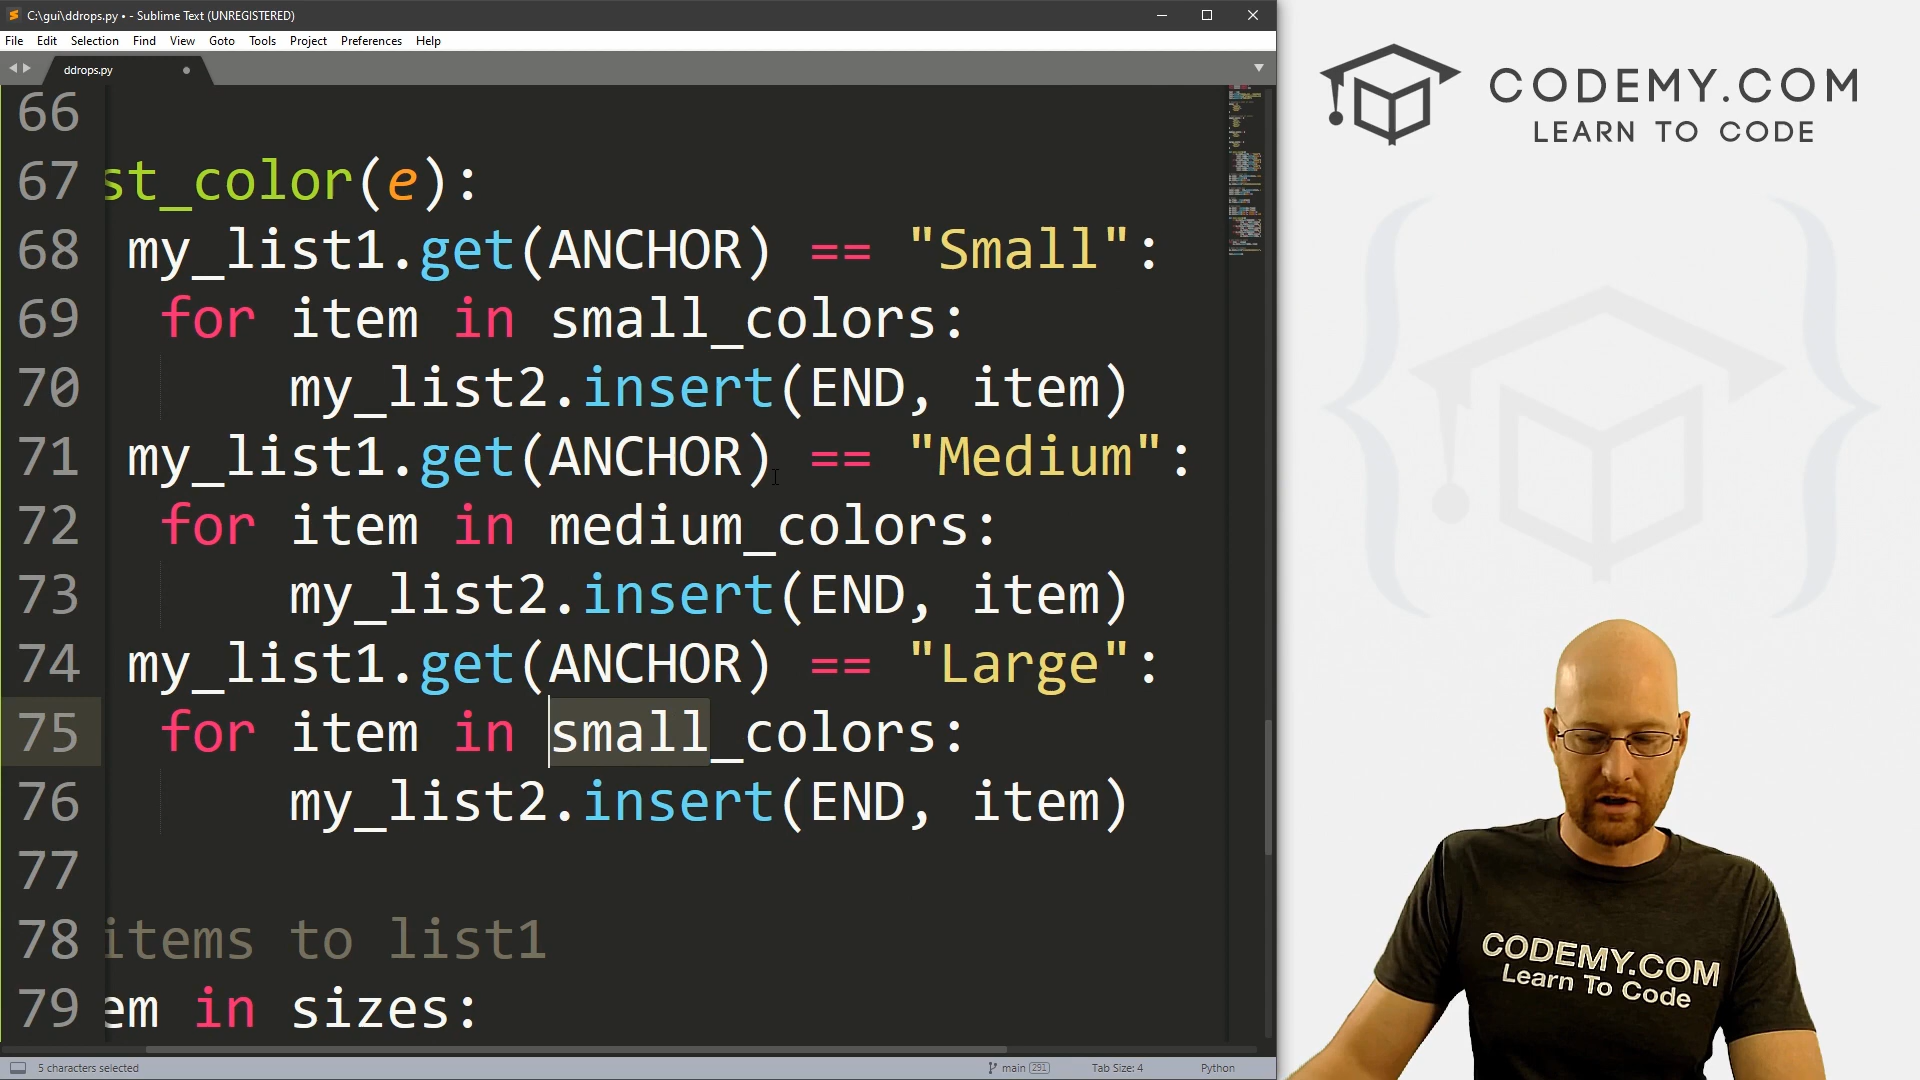 C:\gui\ddrops.py • - Sublime Text (UNREGISTERED)
File Edit Selection Find View Goto Tools Project Preferences Help
ddrops.py
66
67 st_color(e):
68 my_list1.get(ANCHOR) == "Small":
69 for item in small_colors:
70 my_list2.insert(END, item)
71 my_list1.get(ANCHOR) == "Medium":
72 for item in medium_colors:
73 my_list2.insert(END, item)
74 my_list1.get(ANCHOR) == "Large":
75 for item in small_colors:
76 my_list2.insert(END, item)
77
78 items to list1
79 em in sizes:
5 characters selected
main 291
Tab Size: 4
Python
CODEMY.COM
LEARN TO CODE
CODEMY.COM
Learn To Code